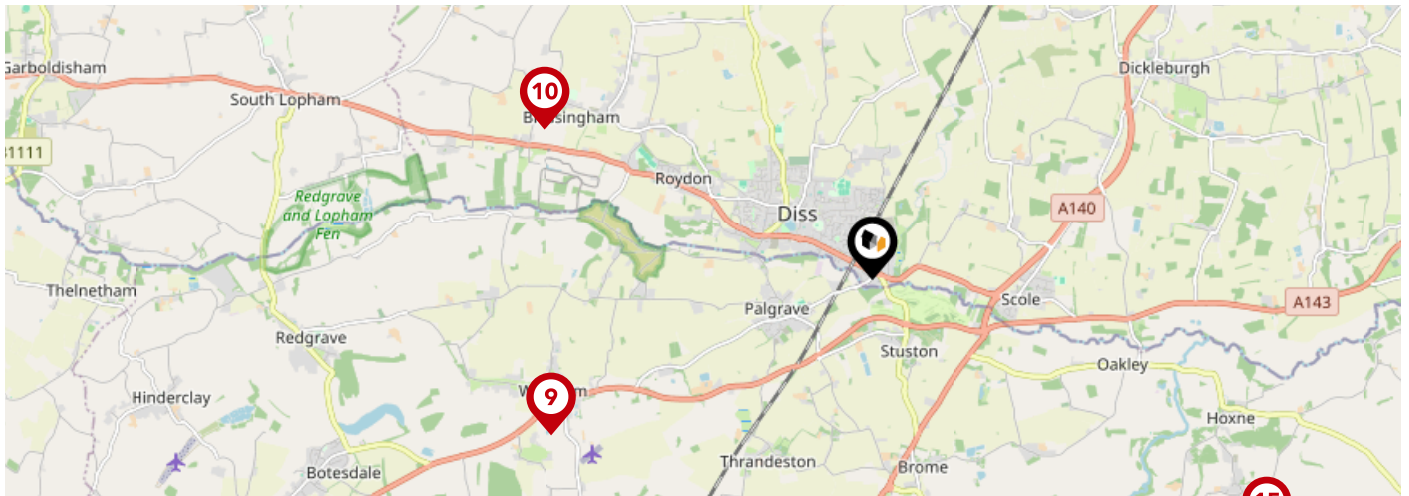 Garboldisham
Dickleburgh
10
South Lopham
Roydon
Redgrave
and Lopham
Fen
A140
Diss
Thelnetham
Scole
A143
Palgrave
Redgrave
Stuston
Oakley
9
Hinderclay
Hoxne
Thrandeston
Brome
Botesdale